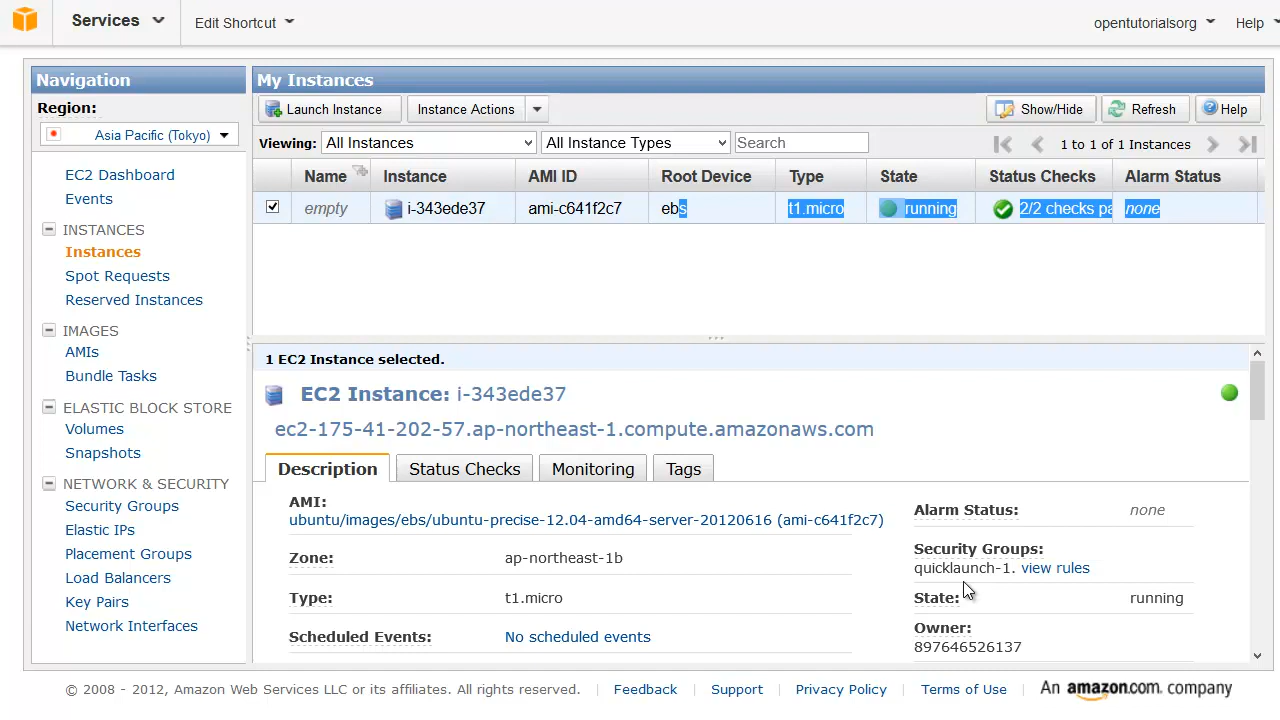 Services
Edit Shortcut
opentutorialsorg
Help
Navigation
Region:
Asia Pacific (Tokyo)
EC2 Dashboard
Events
INSTANCES
Instances
Spot Requests
Reserved Instances
IMAGES
AMIs
Bundle Tasks
ELASTIC BLOCK STORE
Volumes
Snapshots
NETWORK & SECURITY
Security Groups
Elastic IPs
Placement Groups
Load Balancers
Key Pairs
Network Interfaces
My Instances
Launch Instance
Instance Actions
Show/Hide
Refresh
Help
Viewing: All Instances All Instance Types Search
1 to 1 of 1 Instances
Name Instance AMI ID Root Device Type State Status Checks Alarm Status
empty i-343ede37 ami-c641f2c7 ebs t1.micro running 2/2 checks pa none
1 EC2 Instance selected.
EC2 Instance: i-343ede37
ec2-175-41-202-57.ap-northeast-1.compute.amazonaws.com
Description Status Checks Monitoring Tags
AMI:
ubuntu/images/ebs/ubuntu-precise-12.04-amd64-server-20120616 (ami-c641f2c7)
Zone: ap-northeast-1b
Type: t1.micro
Scheduled Events: No scheduled events
Alarm Status: none
Security Groups:
quicklaunch-1. view rules
State: running
Owner:
897646526137
© 2008 - 2012, Amazon Web Services LLC or its affiliates. All rights reserved. | Feedback | Support | Privacy Policy | Terms of Use | An amazon.com company